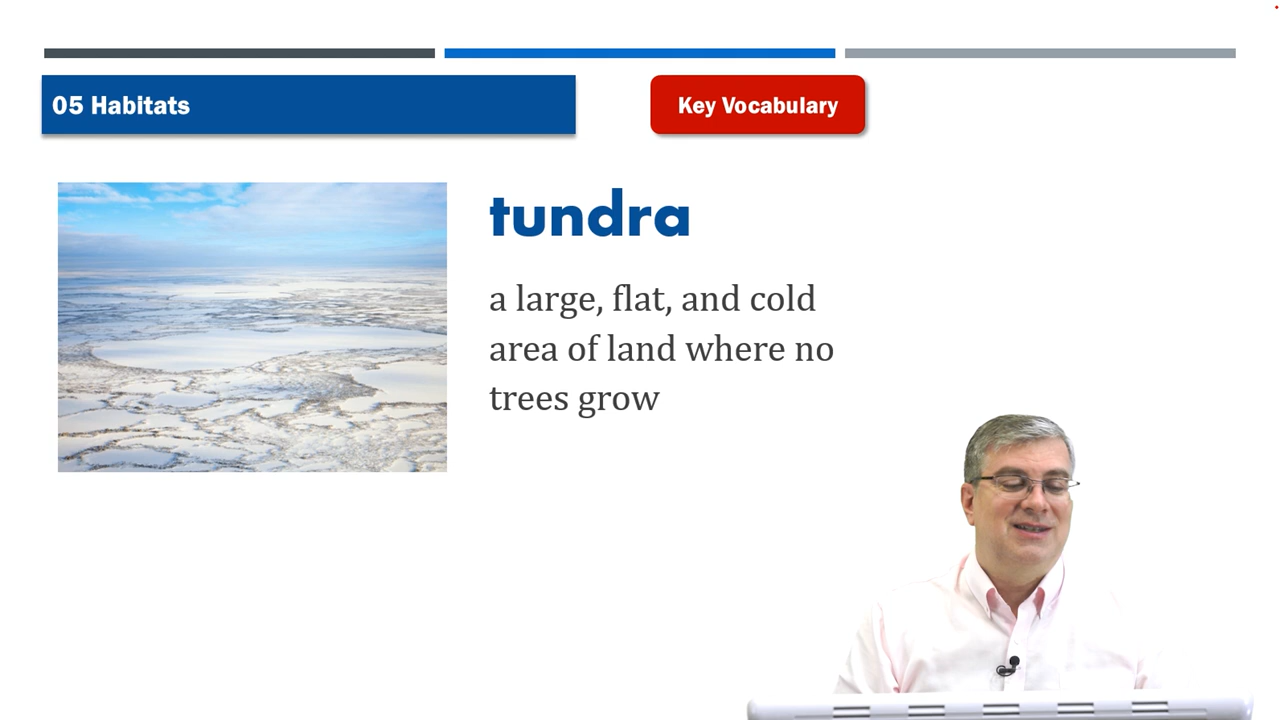 05 Habitats
Key Vocabulary
tundra
a large, flat, and cold
area of land where no
trees grow